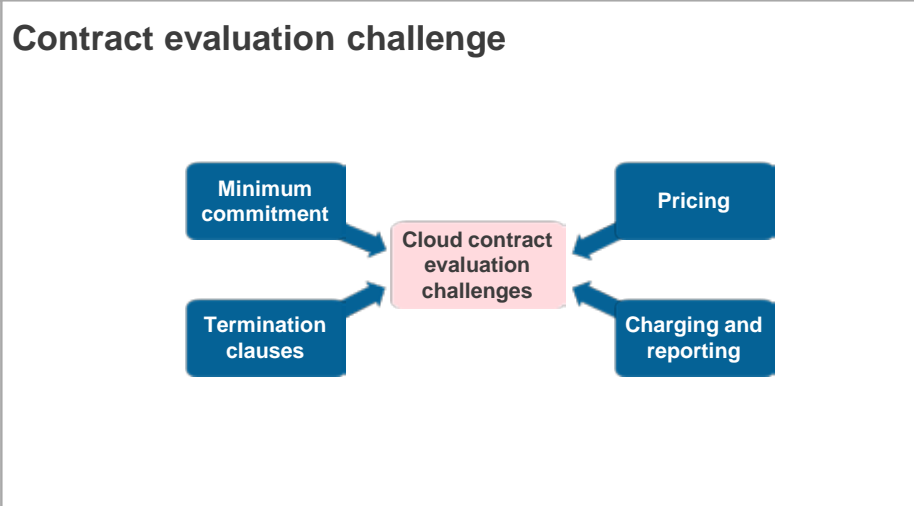 Contract evaluation challenge
Minimum
commitment
Pricing
Cloud contract
evaluation
challenges
Termination
clauses
Charging and
reporting